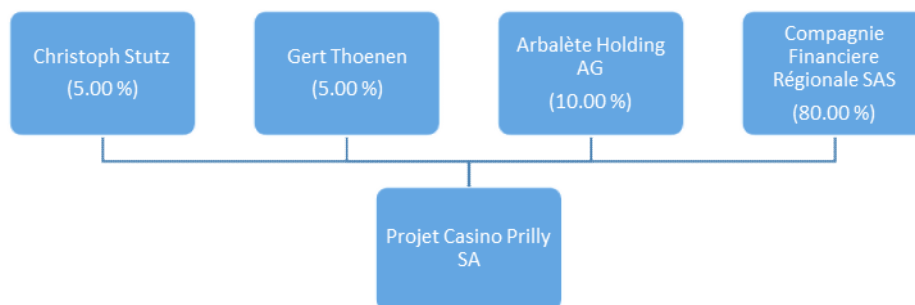 Christoph Stutz
(5.00 %)
Gert Thoenen
(5.00 %)
Arbalète Holding
AG
(10.00 %)
Compagnie
Financiere
Régionale SAS
(80.00 %)
Projet Casino Prilly
SA